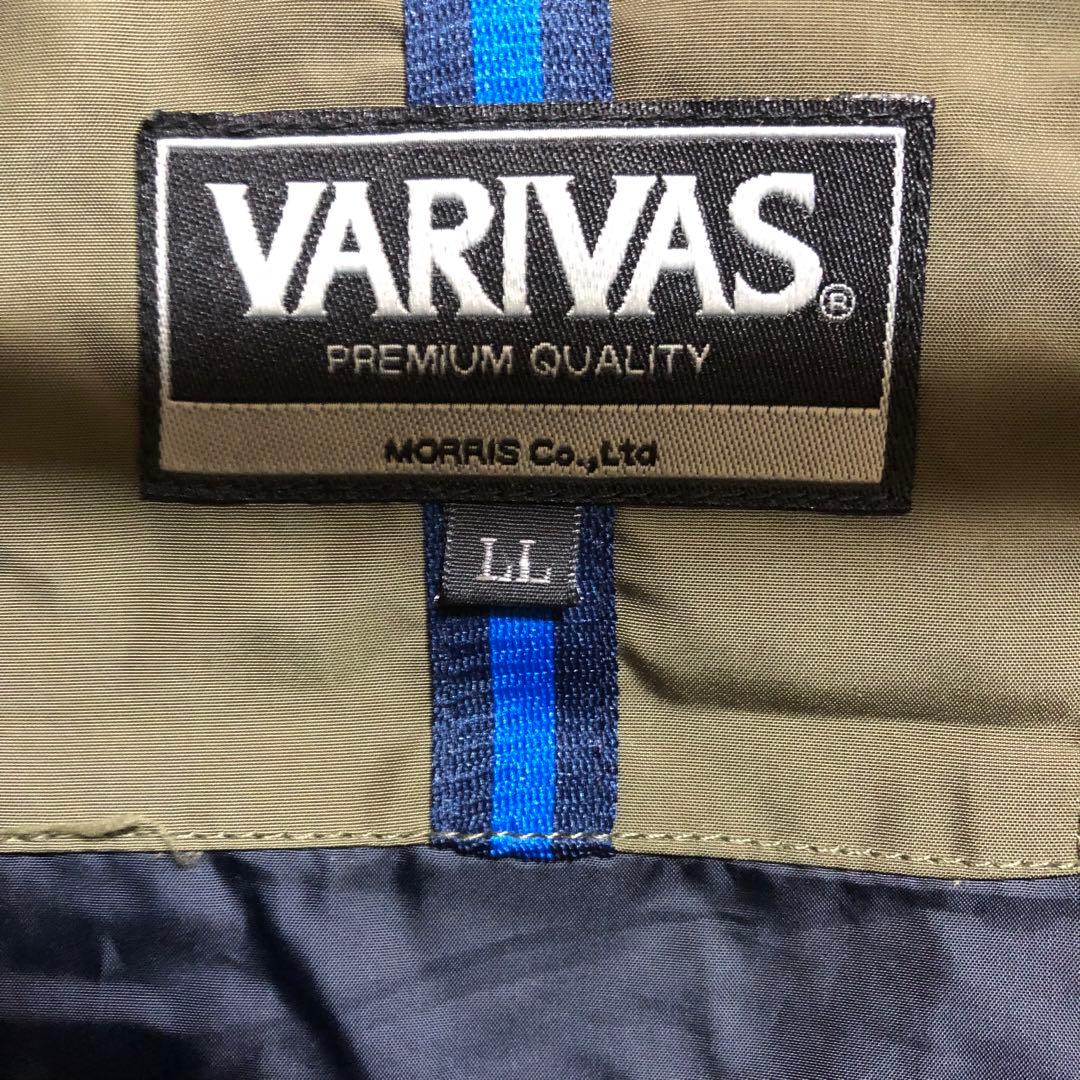 VARIVAS®
PREMIUM QUALITY
MORRIS Co.,Ltd
LL